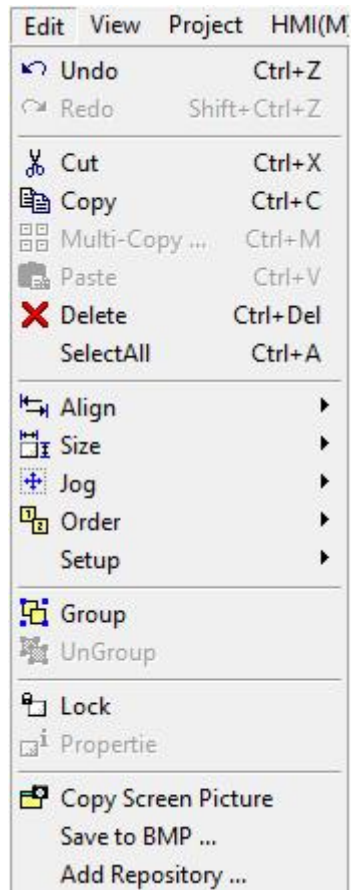 Edit View Project HMI(M
Undo Ctrl+Z
Redo Shift+Ctrl+Z
Cut Ctrl+X
Copy Ctrl+C
Multi-Copy ... Ctrl+M
Paste Ctrl+V
Delete Ctrl+Del
SelectAll Ctrl+A
Align
Size
Jog
Order
Setup
Group
UnGroup
Lock
Propertie
Copy Screen Picture
Save to BMP ...
Add Repository ...